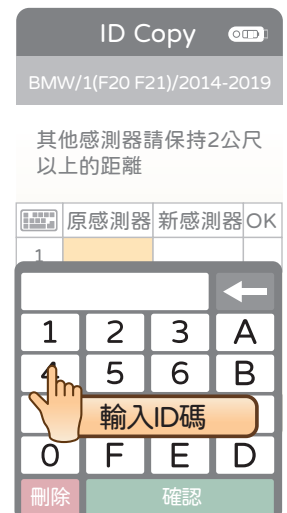 ID Copy
BMW/1(F20 F21)/2014-2019
其他感測器請保持2公尺
以上的距離
原感測器 新感測器 OK
1
1 2 3 A
4 5 6 B
輸入ID碼
0 F E D
刪除 確認